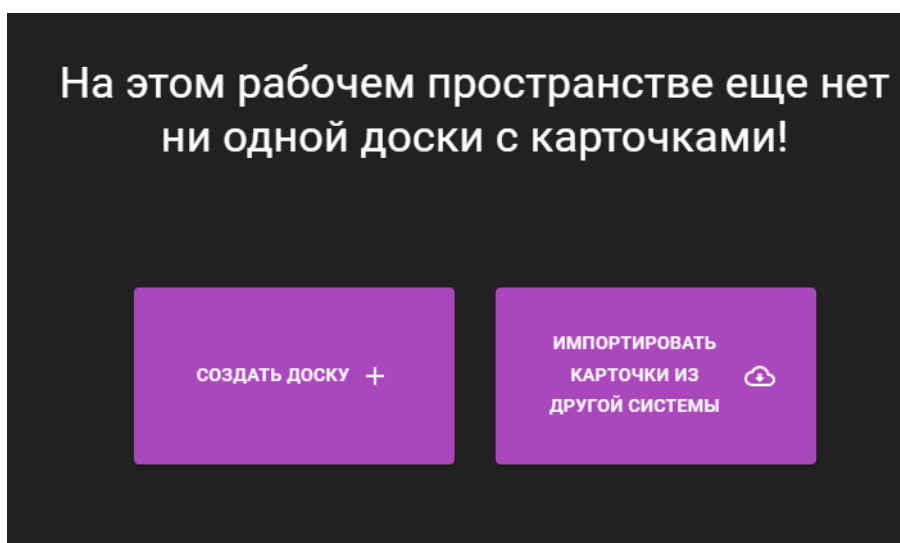 На этом рабочем пространстве еще нет
ни одной доски с карточками!
СОЗДАТЬ ДОСКУ
ИМПОРТИРОВАТЬ
КАРТОЧКИ ИЗ
ДРУГОЙ СИСТЕМЫ